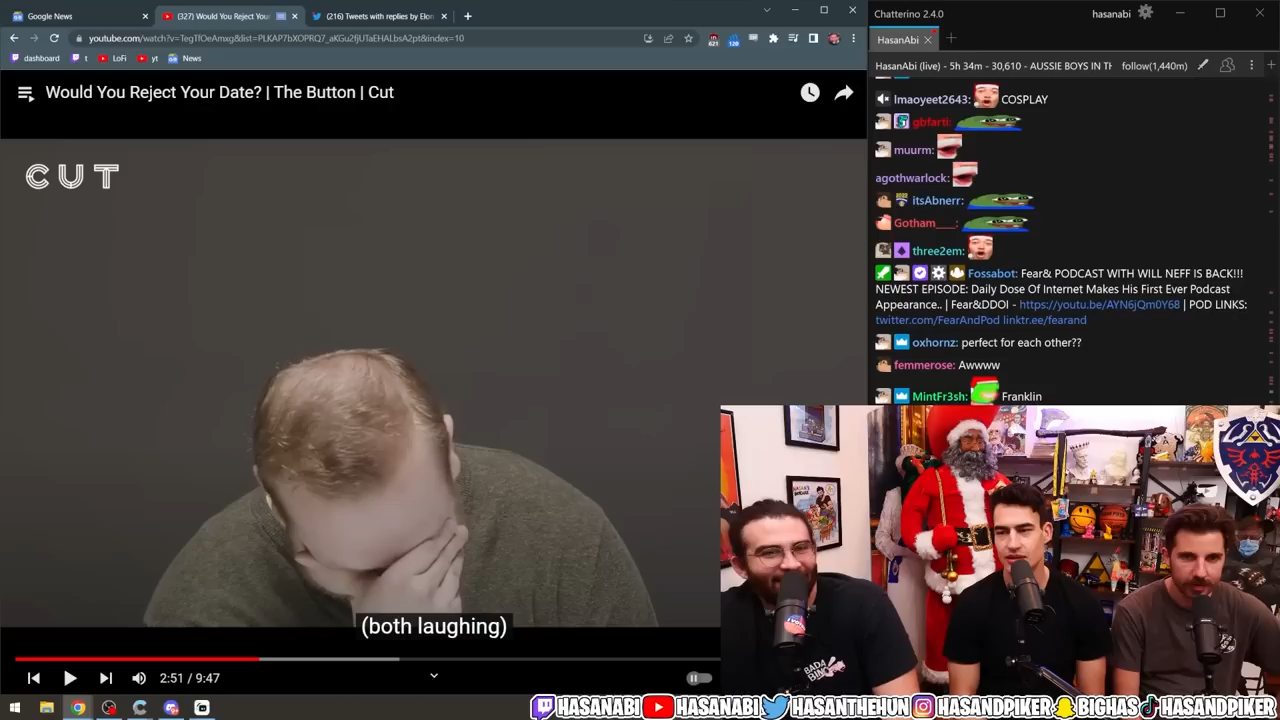 Google News
(327) Would You Reject Your
(216) Tweets with replies by Elon
youtube.com/watch?v=TegTfOeAmxg&list=PLKAP7bXOPRQ7_aKGu2fjUTaEHALbsA2pt&index=10
dashboard
t
LoFi
yt
News
Would You Reject Your Date? | The Button | Cut
CUT
(both laughing)
2:51 / 9:47
Chatterino 2.4.0
hasanabi
HasanAbi
HasanAbi (live) - 5h 34m - 30,610 - AUSSIE BOYS IN TH
follow(1,440m)
lmaoyeet2643: COSPLAY
gbfarti:
muurm:
agothwarlock:
itsAbnerr:
Gotham____:
three2em:
Fossabot: Fear& PODCAST WITH WILL NEFF IS BACK!!!
NEWEST EPISODE: Daily Dose Of Internet Makes His First Ever Podcast
Appearance.. | Fear&DDOI - https://youtu.be/AYN6jQm0Y68 | POD LINKS:
twitter.com/FearAndPod linktr.ee/fearand
oxhornz: perfect for each other??
femmerose: Awwww
MintFr3sh: Franklin
BADA
BING
HASANABI
HASANABI
HASANTHEHUN
HASANDPIKER
BIGHAS
HASANDPIKER